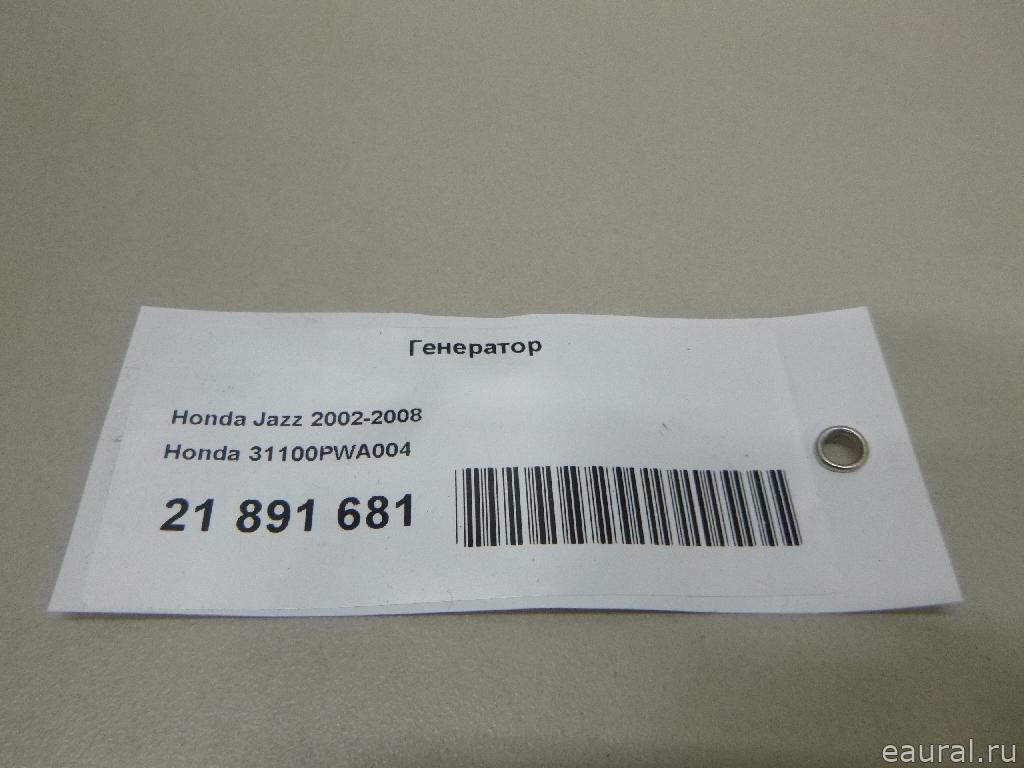 Генератор
Honda Jazz 2002-2008
Honda 31100PWA004
21 891 681
eaural.ru